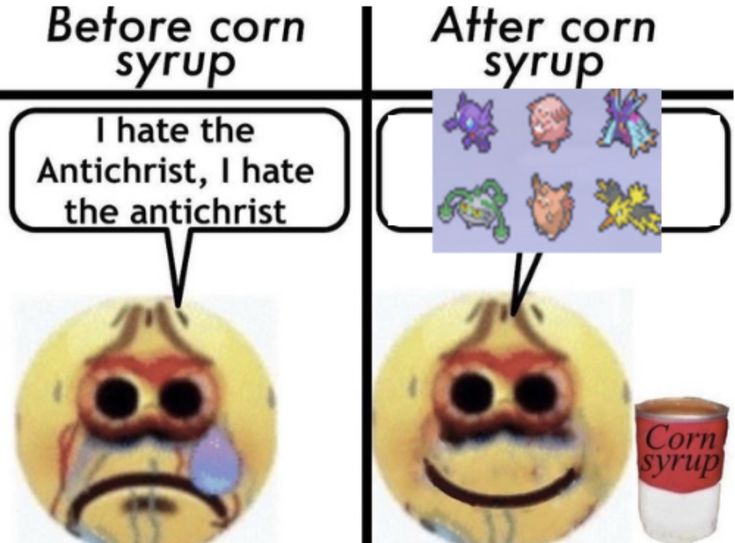 Before corn
syrup
After corn
syrup
I hate the
Antichrist, I hate
the antichrist
Corn
syrup